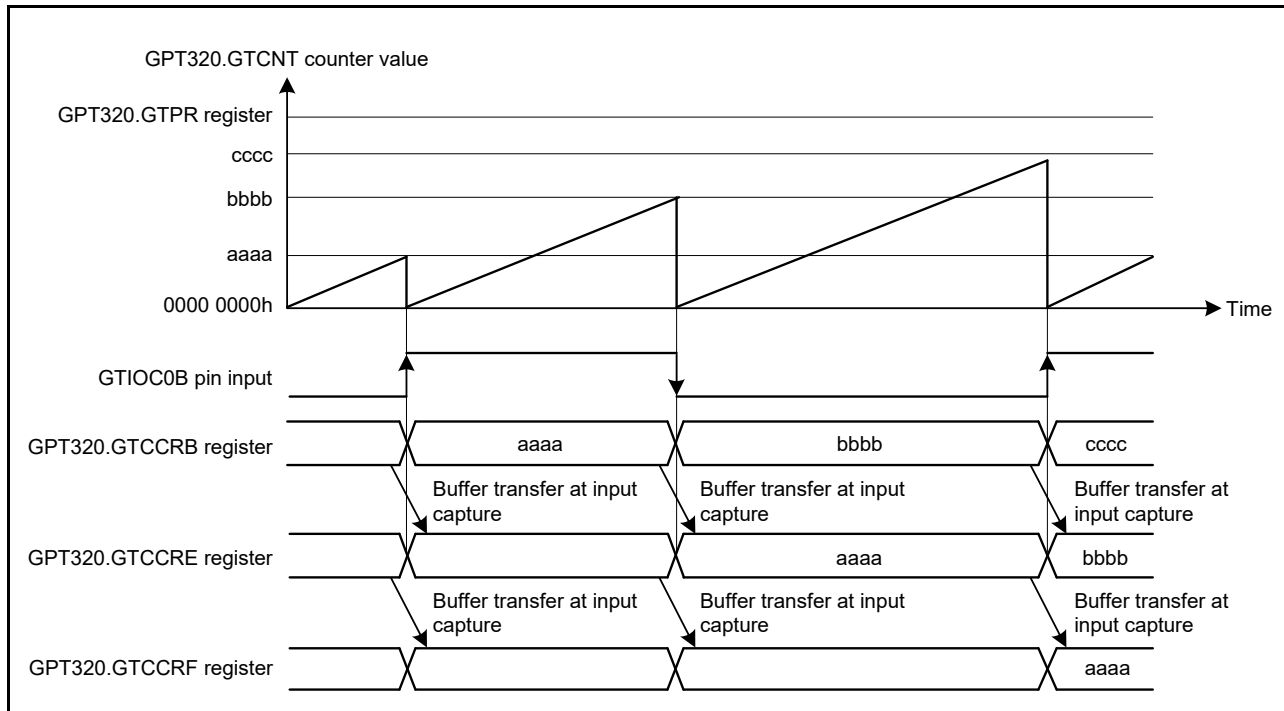 GPT320.GTCNT counter value
GPT320.GTPR register
cccc
bbbb
aaaa
0000 0000h
Time
GTIOC0B pin input
GPT320.GTCCRB register
aaaa
bbbb
cccc
Buffer transfer at input
capture
Buffer transfer at input
capture
Buffer transfer at
input capture
GPT320.GTCCRE register
aaaa
bbbb
Buffer transfer at input
capture
Buffer transfer at input
capture
Buffer transfer at
input capture
GPT320.GTCCRF register
aaaa